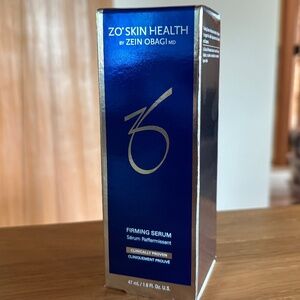 ZO® SKIN HEALTH
BY ZEIN OBAGI MD
FIRMING SERUM
Sérum Raffermissant
CLINICALLY PROVEN
CLINIQUEMENT PROUVÉ
47 mL / 1.6 Fl. Oz. U.S.